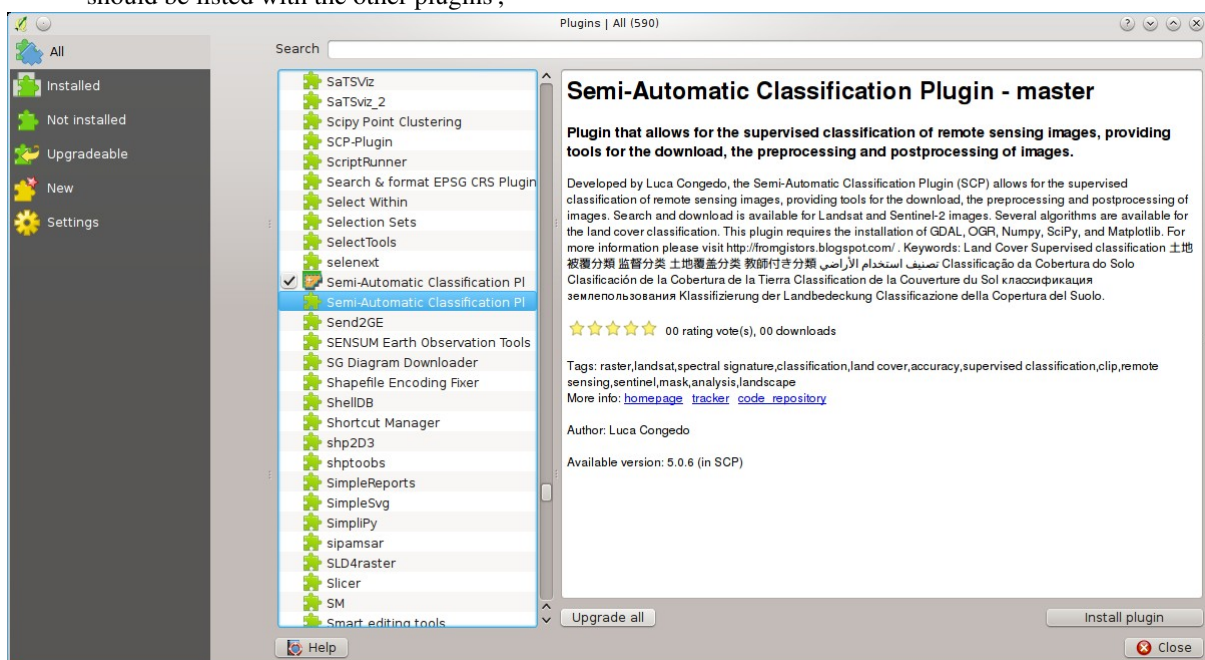 should be listed with the other plugins ;
Plugins | All (590)
All
Installed
Not installed
Upgradeable
New
Settings
Search
SaTSViz
SaTSviz_2
Scipy Point Clustering
SCP-Plugin
ScriptRunner
Search & format EPSG CRS Plugin
Select Within
Selection Sets
SelectTools
selenext
Semi-Automatic Classification Pl
Semi-Automatic Classification Pl
Send2GE
SENSUM Earth Observation Tools
SG Diagram Downloader
Shapefile Encoding Fixer
ShellDB
Shortcut Manager
shp2D3
shptoobs
SimpleReports
SimpleSvg
SimpliPy
sipamsar
SLD4raster
Slicer
SM
Smart editing tools
Semi-Automatic Classification Plugin - master
Plugin that allows for the supervised classification of remote sensing images, providing
tools for the download, the preprocessing and postprocessing of images.
Developed by Luca Congedo, the Semi-Automatic Classification Plugin (SCP) allows for the supervised
classification of remote sensing images, providing tools for the download, the preprocessing and postprocessing of
images. Search and download is available for Landsat and Sentinel-2 images. Several algorithms are available for
the land cover classification. This plugin requires the installation of GDAL, OGR, Numpy, SciPy, and Matplotlib. For
more information please visit http://fromgistors.blogspot.com/ . Keywords: Land Cover Supervised classification 土地
被覆分類 监督分类 土地覆盖分类 教師付き分類 تصنيف استخدام الأراضي Classificação da Cobertura do Solo
Clasificación de la Cobertura de la Tierra Classification de la Couverture du Sol классификация
землепользования Klassifizierung der Landbedeckung Classificazione della Copertura del Suolo.
00 rating vote(s), 00 downloads
Tags: raster,landsat,spectral signature,classification,land cover,accuracy,supervised classification,clip,remote
sensing,sentinel,mask,analysis,landscape
More info: homepage tracker code_repository
Author: Luca Congedo
Available version: 5.0.6 (in SCP)
Upgrade all
Install plugin
Help
Close